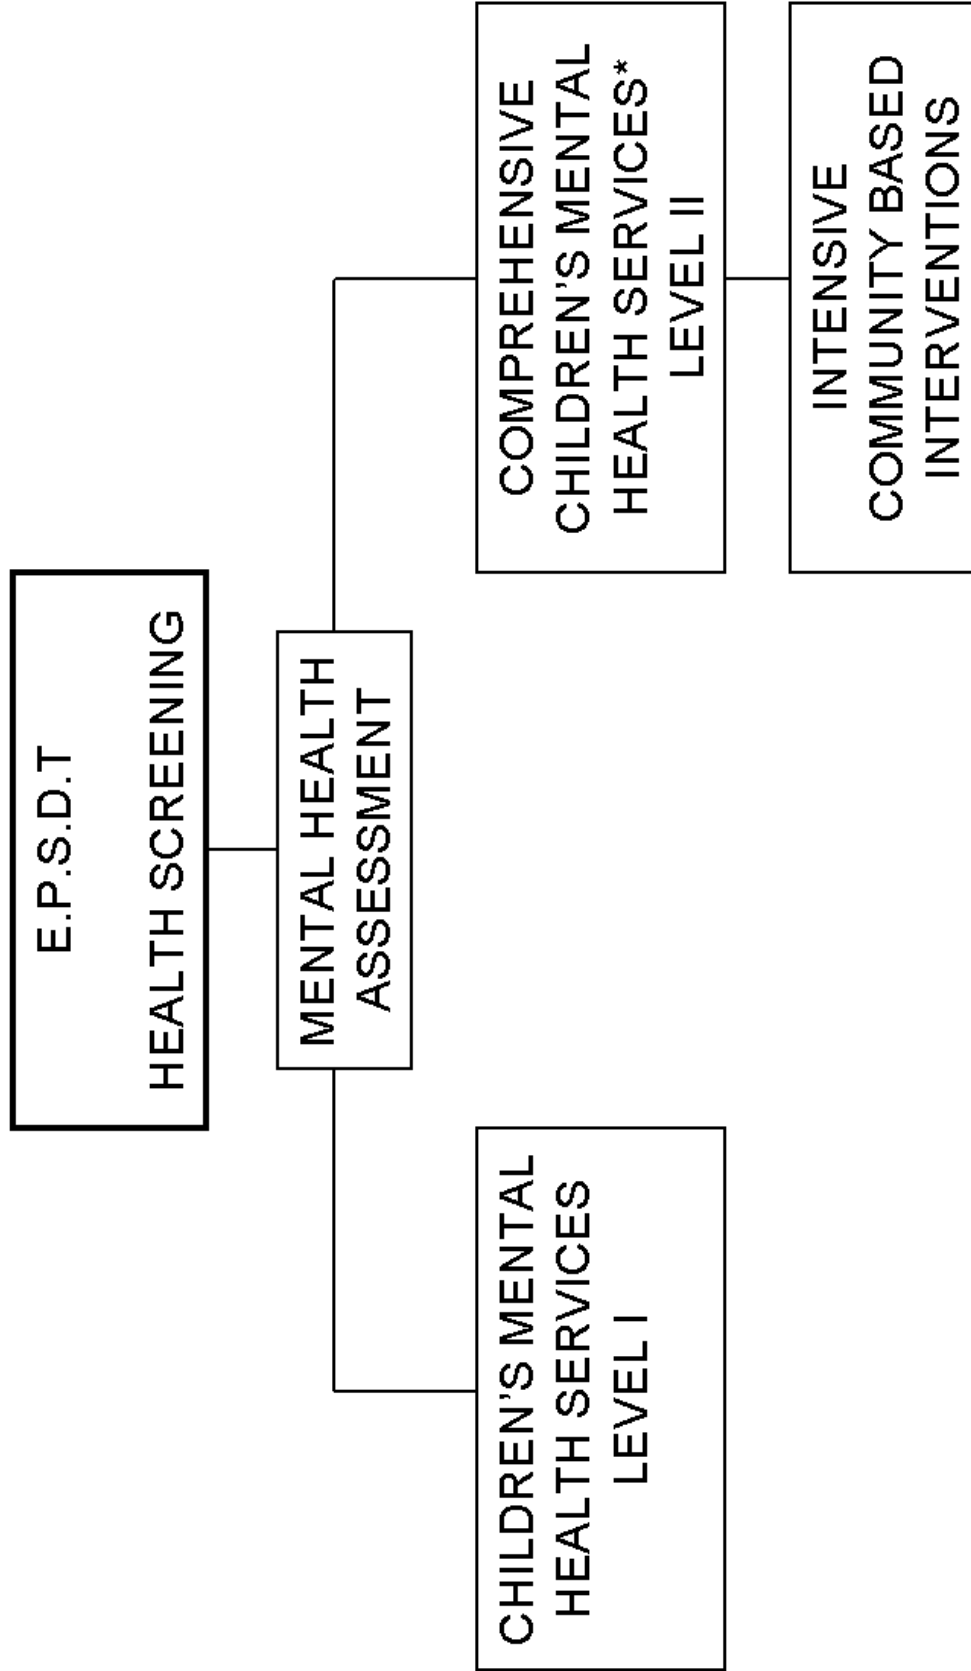 E.P.S.D.T
HEALTH SCREENING
MENTAL HEALTH
ASSESSMENT
CHILDREN'S MENTAL
HEALTH SERVICES
LEVEL I
COMPREHENSIVE
CHILDREN'S MENTAL
HEALTH SERVICES*
LEVEL II
INTENSIVE
COMMUNITY BASED
INTERVENTIONS